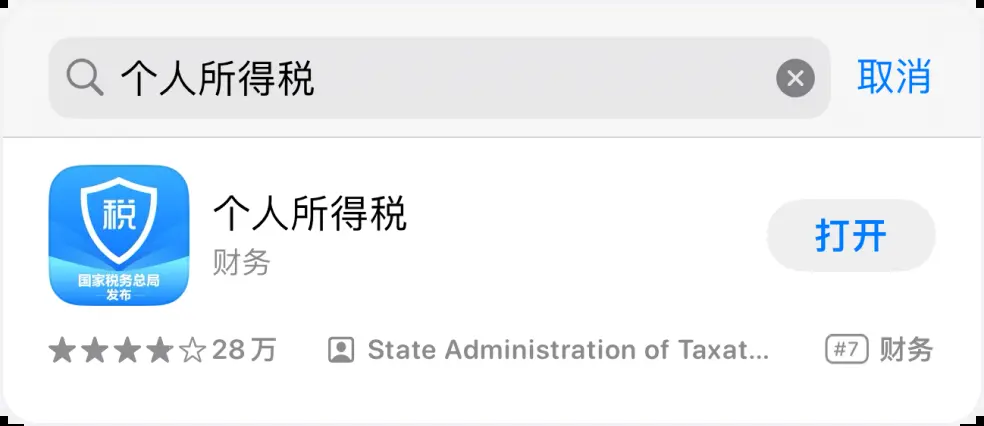 个人所得税
取消
税
国家税务总局
发布
个人所得税
财务
打开
28万
State Administration of Taxat...
#7 财务